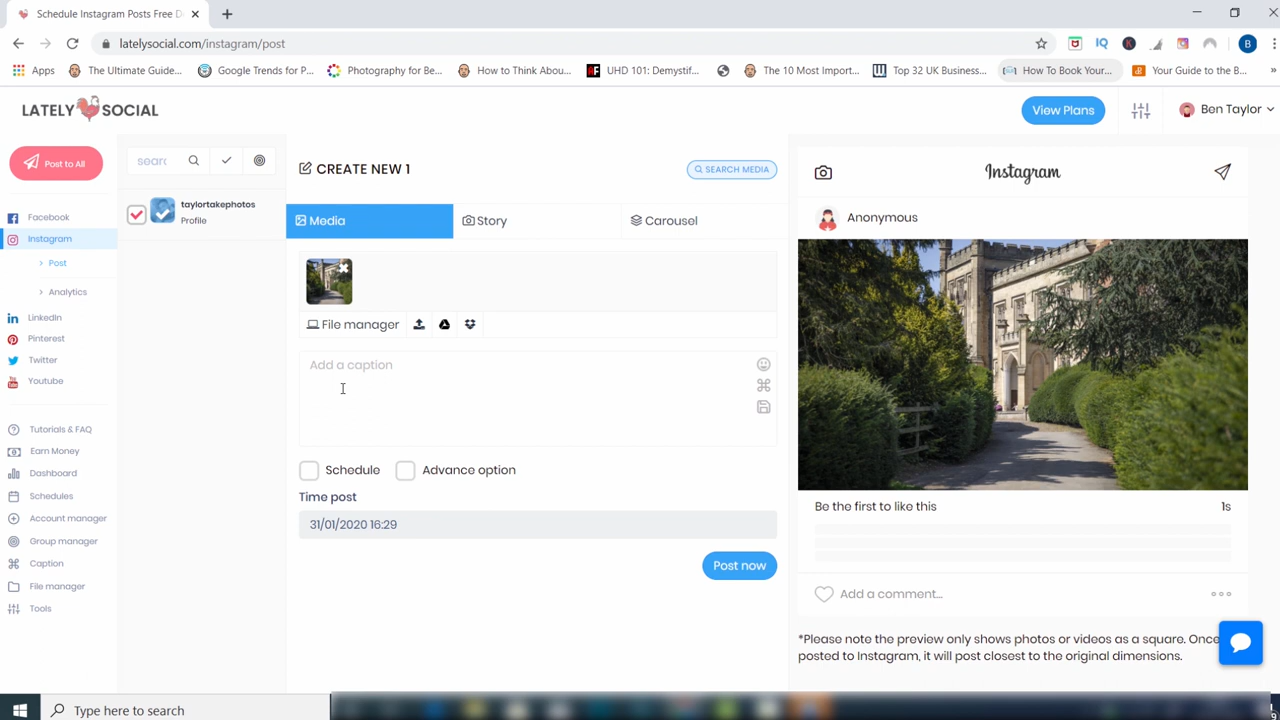 Schedule Instagram Posts Free D
latelysocial.com/instagram/post
Apps
The Ultimate Guide...
Google Trends for P...
Photography for Be...
How to Think Abou...
UHD 101: Demystif...
The 10 Most Import...
Top 32 UK Business...
How To Book Your...
Your Guide to the B...
IQ
K
B
LATELY SOCIAL
View Plans
Ben Taylor
Post to All
Facebook
Instagram
Post
Analytics
LinkedIn
Pinterest
Twitter
Youtube
Tutorials & FAQ
Earn Money
Dashboard
Schedules
Account manager
Group manager
Caption
File manager
Tools
searc
taylortakephotos
Profile
CREATE NEW 1
SEARCH MEDIA
Media
Story
Carousel
File manager
Add a caption
Schedule
Advance option
Time post
31/01/2020 16:29
Post now
Instagram
Anonymous
Be the first to like this
1s
Add a comment...
*Please note the preview only shows photos or videos as a square. Once
posted to Instagram, it will post closest to the original dimensions.
Type here to search